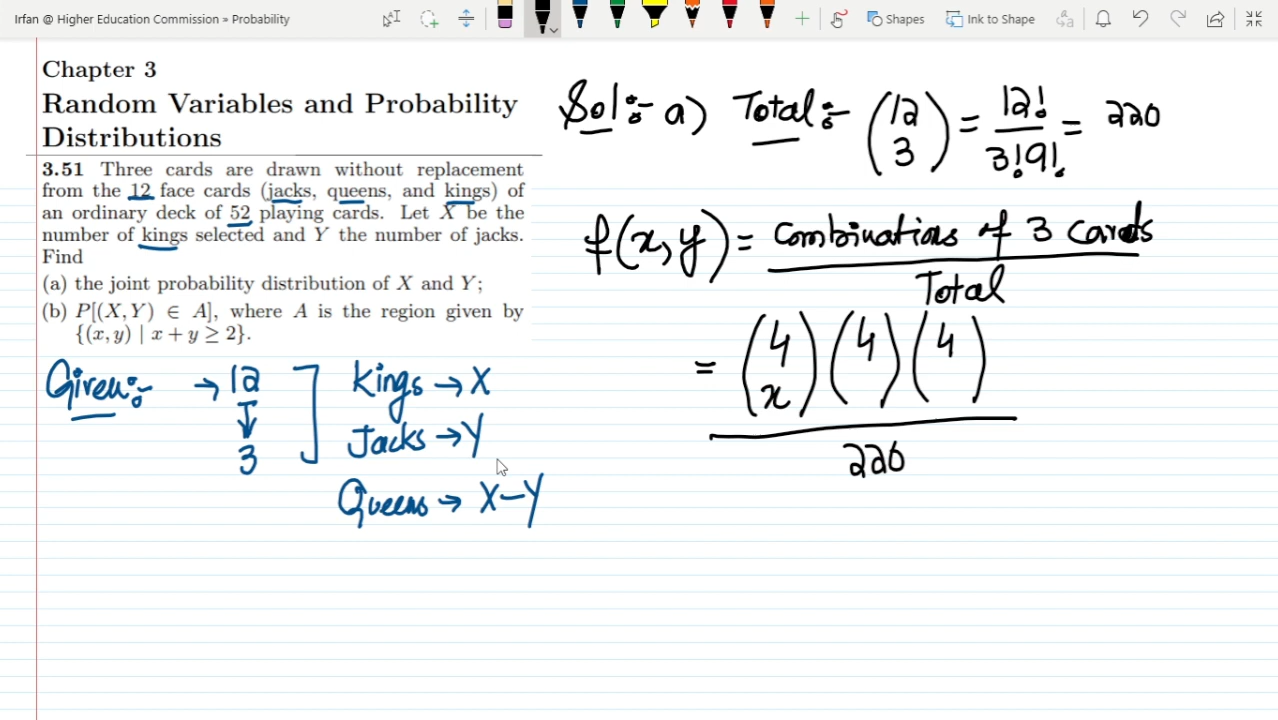 Irfan @ Higher Education Commission » Probability
Shapes
Ink to Shape
Chapter 3
Random Variables and Probability
Distributions
3.51 Three cards are drawn without replacement
from the 12 face cards (jacks, queens, and kings) of
an ordinary deck of 52 playing cards. Let X be the
number of kings selected and Y the number of jacks.
Find
(a) the joint probability distribution of X and Y;
(b) P[(X, Y) ∈ A], where A is the region given by
{(x, y) | x + y ≥ 2}.
Given:- → 12 ↓ 3
Kings → X
Jacks → Y
Queens → X-Y
Sol:- a) Total:- (12 3) = 12!/3!9! = 220
f(x,y) = Combinations of 3 Cards
Total
= (4 x) (4 ) (4 )
220